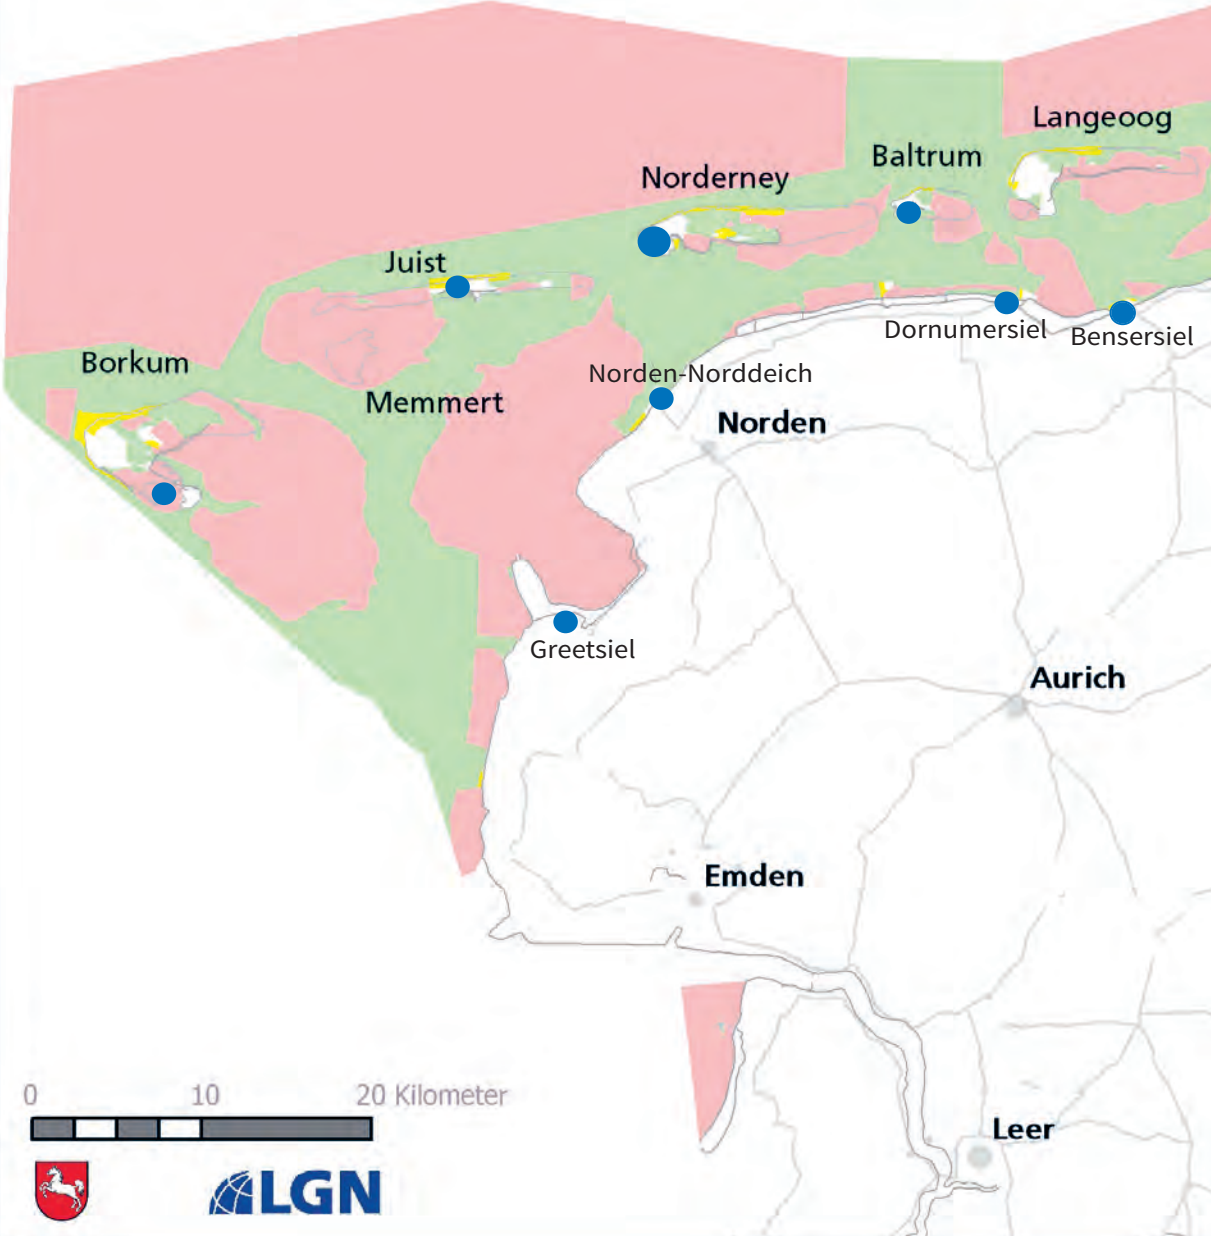 Langeoog
Baltrum
Norderney
Juist
Dornumersiel
Bensersiel
Borkum
Norden-Norddeich
Memmert
Norden
Greetsiel
Aurich
Emden
0 10 20 Kilometer
Leer
LGN